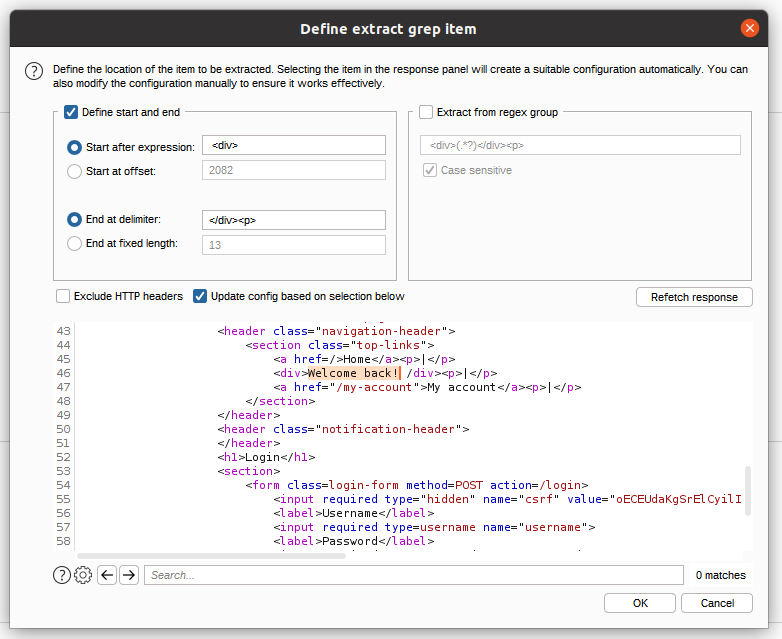 Define extract grep item
Define the location of the item to be extracted. Selecting the item in the response panel will create a suitable configuration automatically. You can
also modify the configuration manually to ensure it works effectively.
Define start and end
Start after expression: <div>
Start at offset: 2082
End at delimiter: </div><p>
End at fixed length: 13
Extract from regex group
<div>(.*?)</div><p>
Case sensitive
Exclude HTTP headers
Update config based on selection below
Refetch response
43 <header class="navigation-header">
44 <section class="top-links">
45 <a href=/>Home</a><p>|</p>
46 <div>Welcome back! /div><p>|</p>
47 <a href="/my-account">My account</a><p>|</p>
48 </section>
49 </header>
50 <header class="notification-header">
51 </header>
52 <h1>Login</h1>
53 <section>
54 <form class=login-form method=POST action=/login>
55 <input required type="hidden" name="csrf" value="oECEUdaKgSrElCyilI
56 <label>Username</label>
57 <input required type=username name="username">
58 <label>Password</label>
Search...
0 matches
OK
Cancel